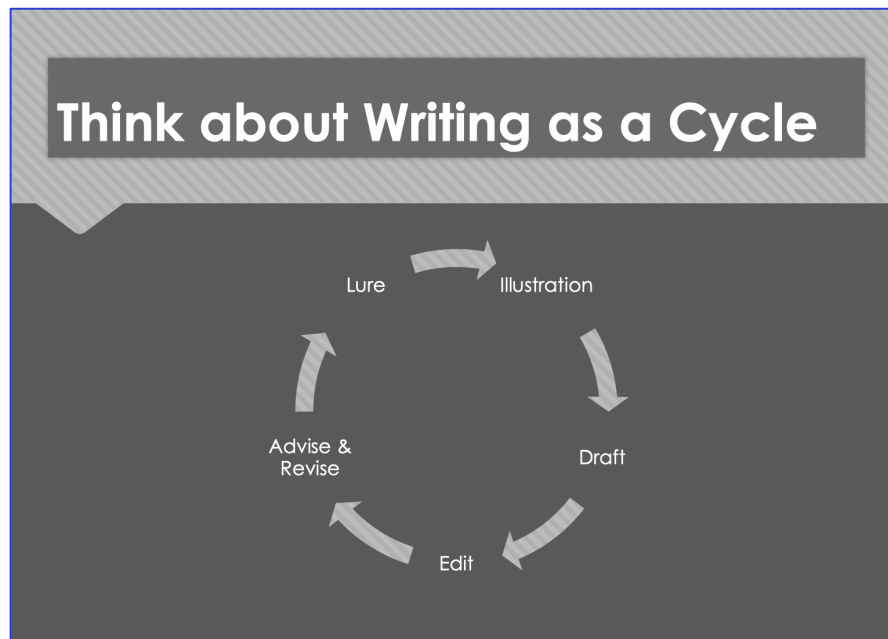 Think about Writing as a Cycle
Lure
Illustration
Draft
Edit
Advise &
Revise